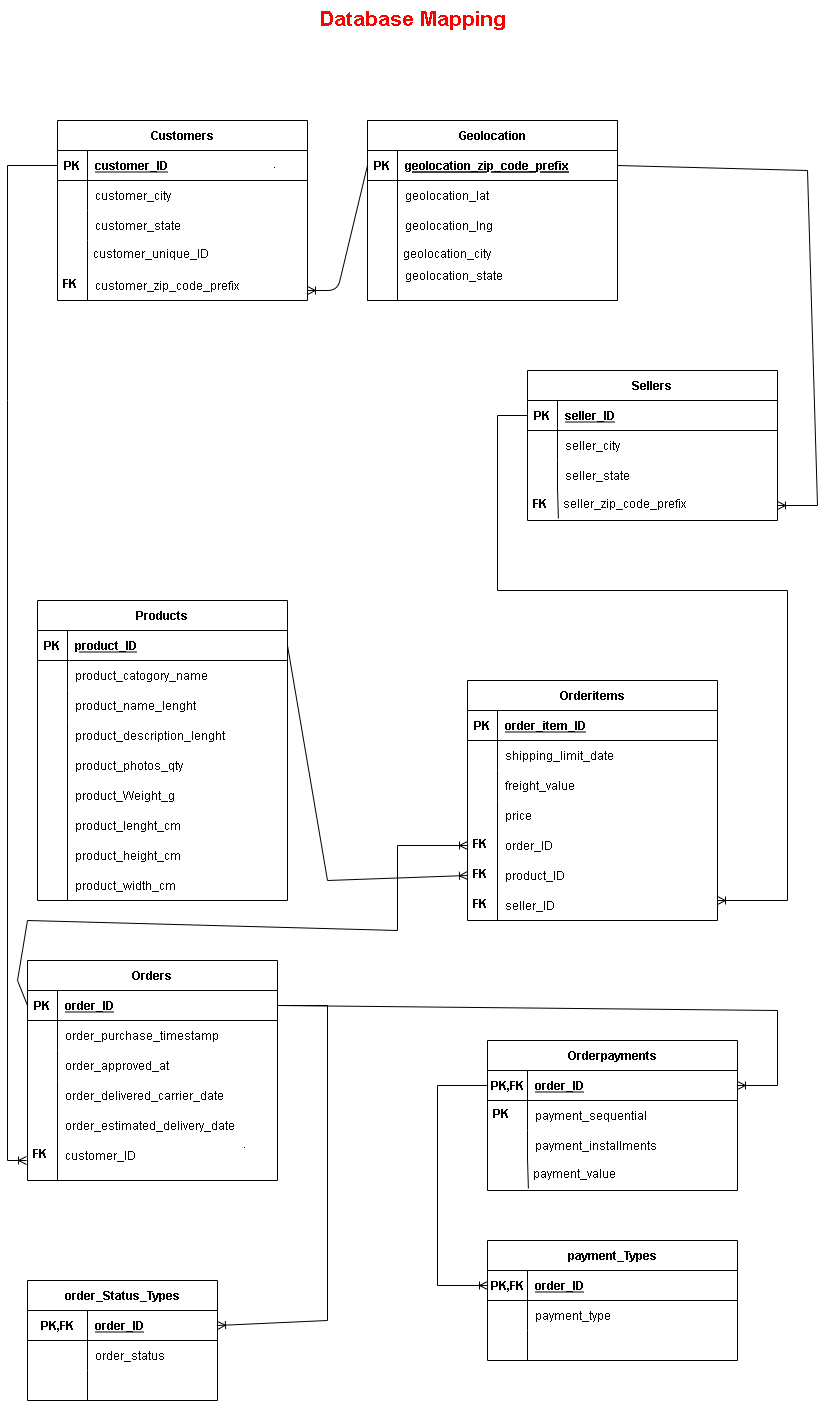 Database Mapping
Customers
PK customer_ID
customer_city
customer_state
customer_unique_ID
FK customer_zip_code_prefix
Geolocation
PK geolocation_zip_code_prefix
geolocation_lat
geolocation_lng
geolocation_city
geolocation_state
Sellers
PK seller_ID
seller_city
seller_state
FK seller_zip_code_prefix
Products
PK product_ID
product_catogory_name
product_name_lenght
product_description_lenght
product_photos_qty
product_Weight_g
product_lenght_cm
product_height_cm
product_width_cm
Orderitems
PK order_item_ID
shipping_limit_date
freight_value
price
FK order_ID
FK product_ID
FK seller_ID
Orders
PK order_ID
order_purchase_timestamp
order_approved_at
order_delivered_carrier_date
order_estimated_delivery_date
FK customer_ID
Orderpayments
PK,FK order_ID
PK payment_sequential
payment_installments
payment_value
payment_Types
PK,FK order_ID
payment_type
order_Status_Types
PK,FK order_ID
order_status